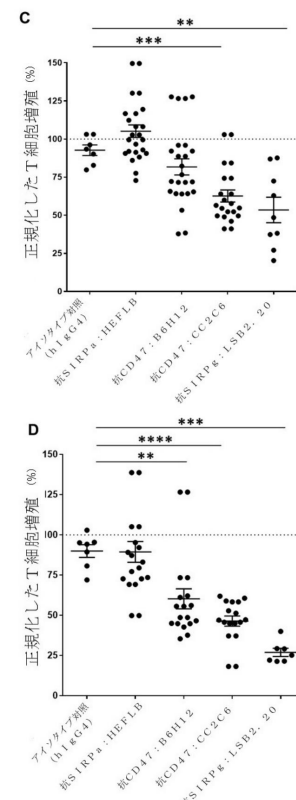 C
**
***
正規化したT細胞増殖 (%)
150
125
100
75
50
25
0
アイソタイプ対照
(hIgG4)
抗SIRPa:HEFLB
抗CD47:B6H12
抗CD47:CC2C6
抗SIRPg:LSB2.20
D
***
****
**
正規化したT細胞増殖 (%)
150
100
75
50
25
0
アイソタイプ対照
(hIgG4)
抗SIRPa:HEFLB
抗CD47:B6H12
抗CD47:CC2C6
抗SIRPg:LSB2.20